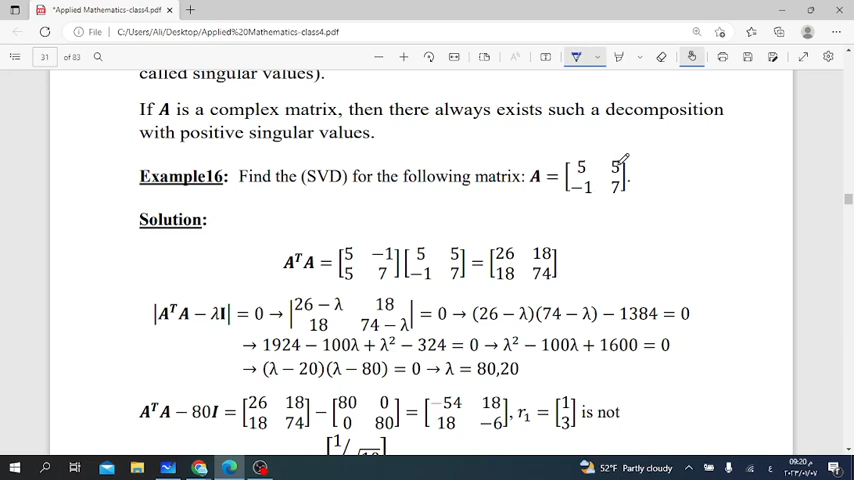 *Applied Mathematics-class4.pdf
File | C:/Users/Ali/Desktop/Applied%20Mathematics-class4.pdf
31 of 83
called singular values).
If A is a complex matrix, then there always exists such a decomposition
with positive singular values.
Example16: Find the (SVD) for the following matrix: A = [5 5; −1 7].
Solution:
AᵀA = [5 −1; 5 7] [5 5; −1 7] = [26 18; 18 74]
|AᵀA − λI| = 0 → |26 − λ 18; 18 74 − λ| = 0 → (26 − λ)(74 − λ) − 1384 = 0
→ 1924 − 100λ + λ² − 324 = 0 → λ² − 100λ + 1600 = 0
→ (λ − 20)(λ − 80) = 0 → λ = 80,20
AᵀA − 80I = [26 18; 18 74] − [80 0; 0 80] = [−54 18; 18 −6], r₁ = [1; 3] is not
52°F Partly cloudy
09:20 م
٢٠٢٣/٠١/٠٧